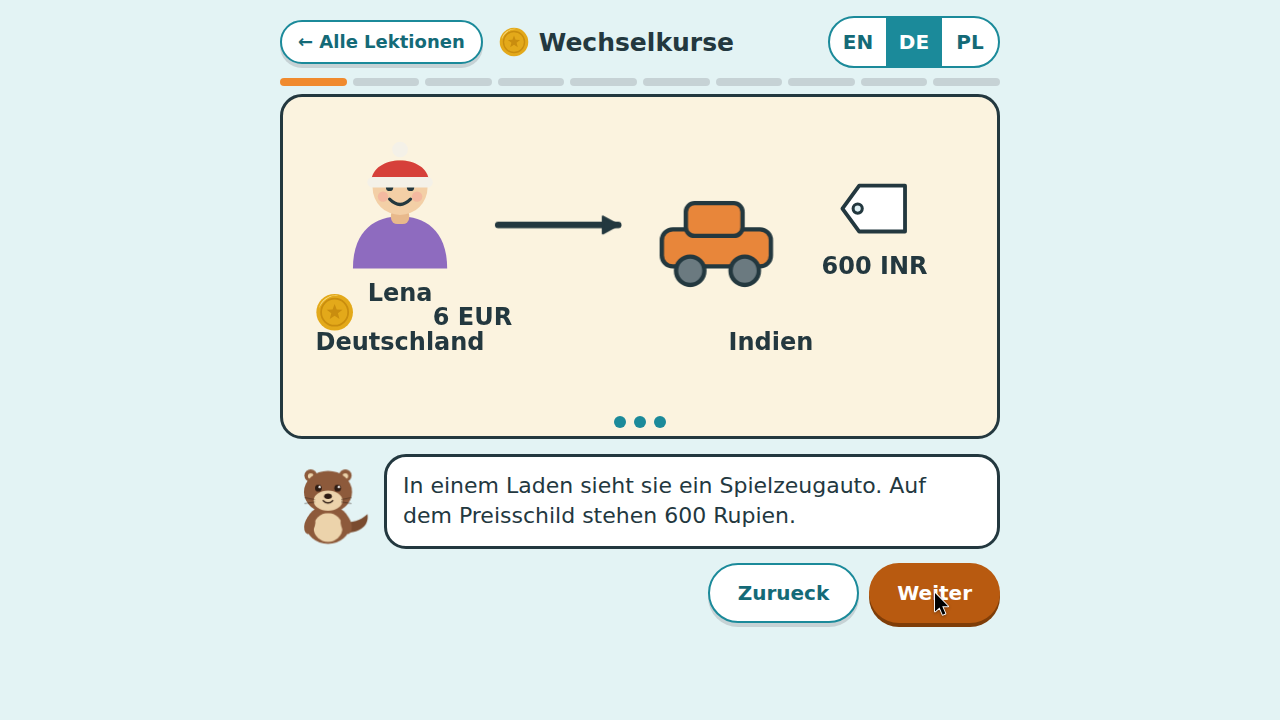 ← Alle Lektionen
Wechselkurse
EN DE PL
600 INR
Lena
6 EUR
Deutschland
Indien
In einem Laden sieht sie ein Spielzeugauto. Auf
dem Preisschild stehen 600 Rupien.
Zurueck
Weiter